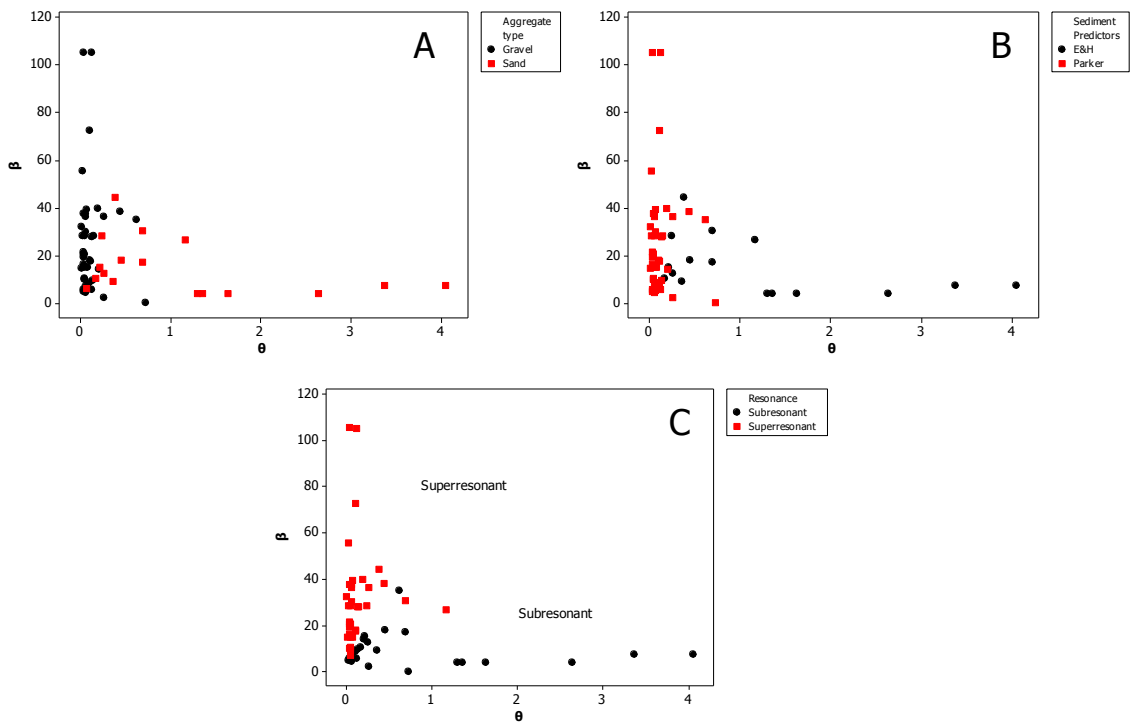 A
Aggregate
type
Gravel
Sand
120
100
80
60
40
20
0
β
0
1
2
3
4
θ
B
Sediment
Predictors
E&H
Parker
120
100
80
60
40
20
0
β
0
1
2
3
4
θ
C
Resonance
Subresonant
Superresonant
120
100
80
60
40
20
0
β
Superresonant
Subresonant
0
1
2
3
4
θ